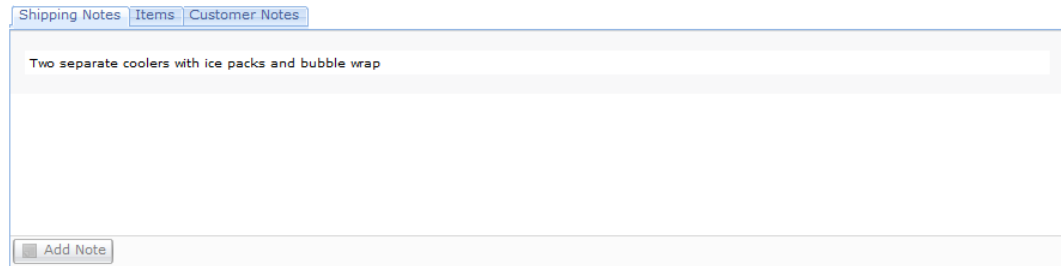 Shipping Notes Items Customer Notes
Two separate coolers with ice packs and bubble wrap
Add Note